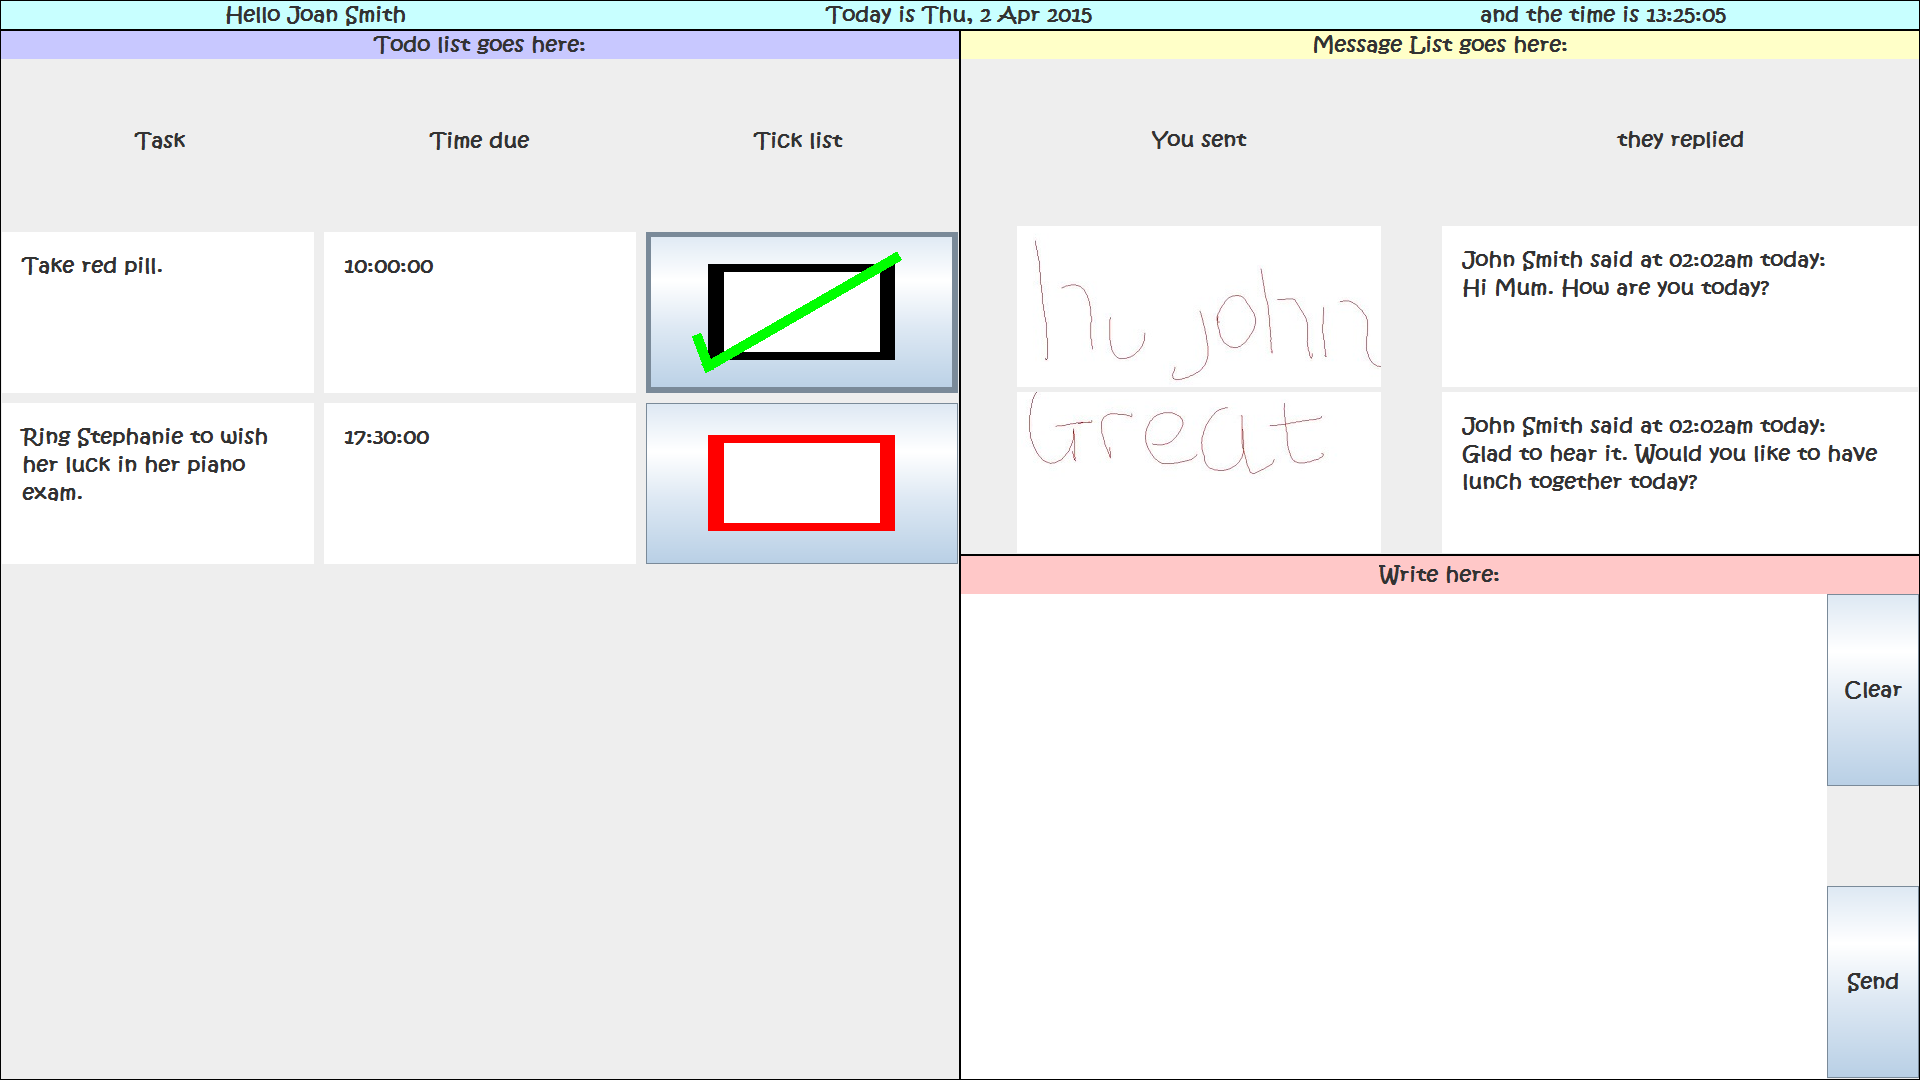 Hello Joan Smith
Today is Thu, 2 Apr 2015
and the time is 13:25:05
Todo list goes here:
Task
Time due
Tick list
Take red pill.
10:00:00
Ring Stephanie to wish
her luck in her piano
exam.
17:30:00
Message List goes here:
You sent
they replied
hi john
John Smith said at 02:02am today:
Hi Mum. How are you today?
Great
John Smith said at 02:02am today:
Glad to hear it. Would you like to have
lunch together today?
Write here:
Clear
Send